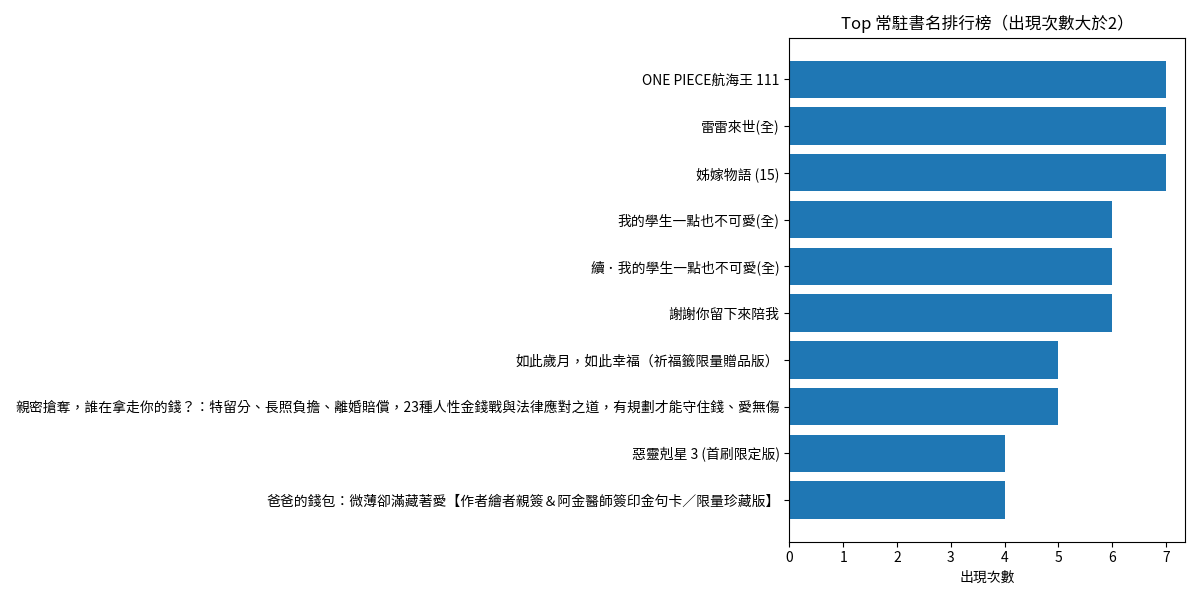 Top 常駐書名排行榜（出現次數大於2）
ONE PIECE航海王 111
雷雷來世(全)
姊嫁物語 (15)
我的學生一點也不可愛(全)
續．我的學生一點也不可愛(全)
謝謝你留下來陪我
如此歲月，如此幸福（祈福籤限量贈品版）
親密搶奪，誰在拿走你的錢？：特留分、長照負擔、離婚賠償，23種人性金錢戰與法律應對之道，有規劃才能守住錢、愛無傷
惡靈剋星 3 (首刷限定版)
爸爸的錢包：微薄卻滿藏著愛【作者繪者親簽＆阿金醫師簽印金句卡／限量珍藏版】
0 1 2 3 4 5 6 7
出現次數